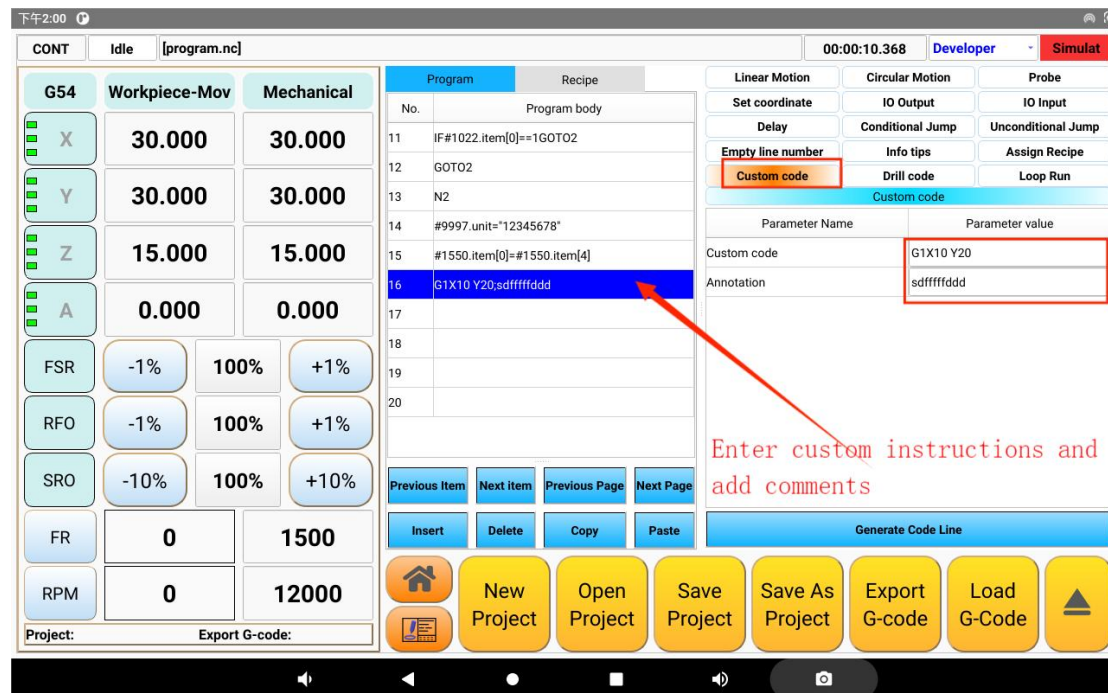 下午2:00
CONT Idle [program.nc] 00:00:10.368 Developer Simulat
G54 Workpiece-Mov Mechanical
X 30.000 30.000
Y 30.000 30.000
Z 15.000 15.000
A 0.000 0.000
FSR -1% 100% +1%
RFO -1% 100% +1%
SRO -10% 100% +10%
FR 0 1500
RPM 0 12000
Project: Export G-code:
Program Recipe
No. Program body
11 IF#1022.item[0]==1GOTO2
12 GOTO2
13 N2
14 #9997.unit="12345678"
15 #1550.item[0]=#1550.item[4]
16 G1X10 Y20;sdfffffddd
17
18
19
20
Previous Item Next item Previous Page Next Page
Insert Delete Copy Paste
Linear Motion Circular Motion Probe
Set coordinate IO Output IO Input
Delay Conditional Jump Unconditional Jump
Empty line number Info tips Assign Recipe
Custom code Drill code Loop Run
Custom code
Parameter Name Parameter value
Custom code G1X10 Y20
Annotation sdfffffddd
Enter custom instructions and
add comments
Generate Code Line
New Project
Open Project
Save Project
Save As Project
Export G-code
Load G-Code